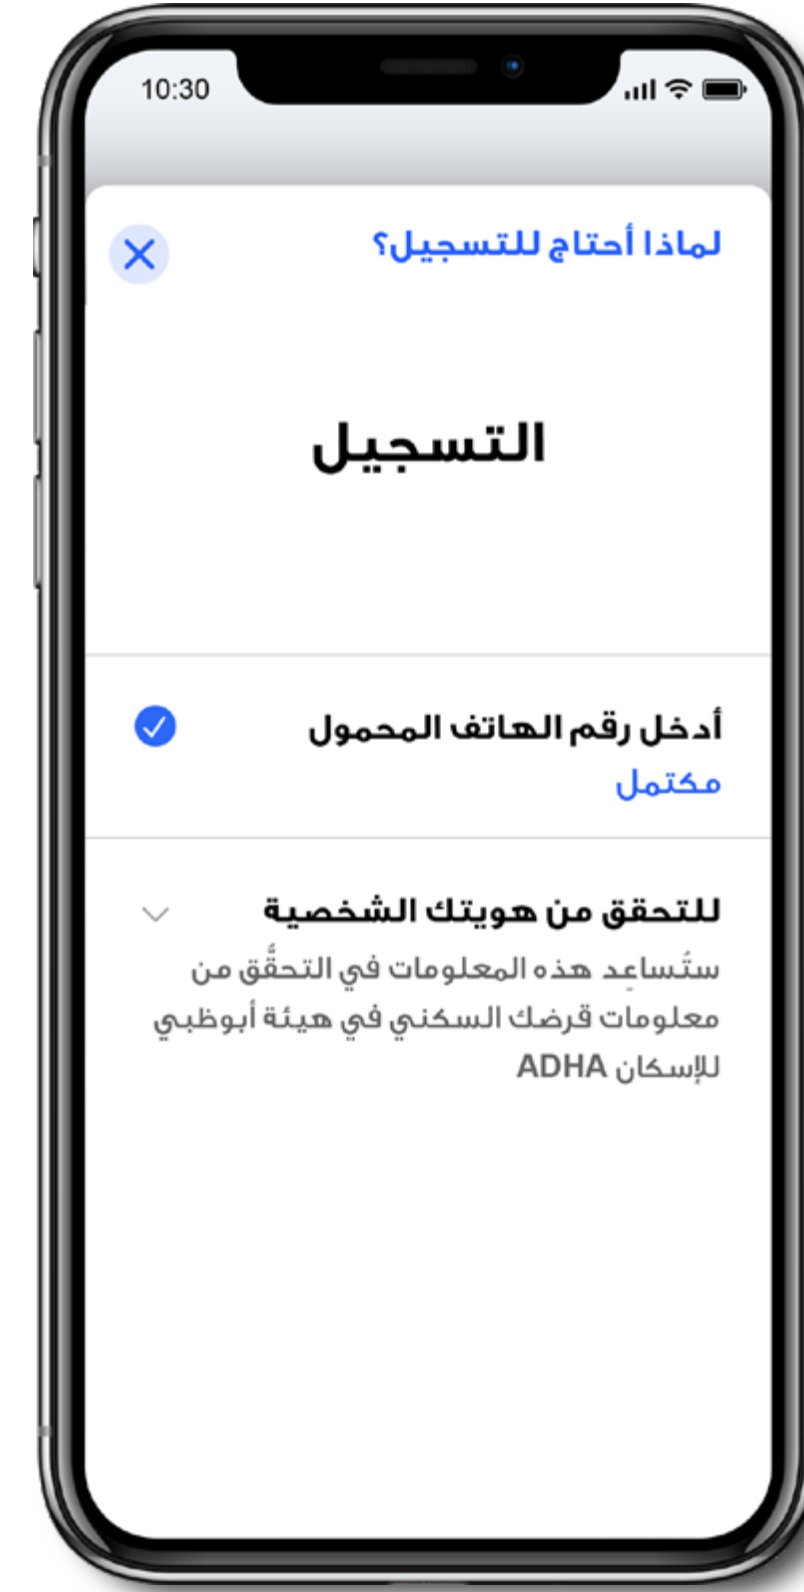 10:30
لماذا أحتاج للتسجيل؟
التسجيل
أدخل رقم الهاتف المحمول
مكتمل
للتحقق من هويتك الشخصية
ستُساعِد هذه المعلومات في التحقُّق من
معلومات قرضك السكني في هيئة أبوظبي
للإسكان ADHA